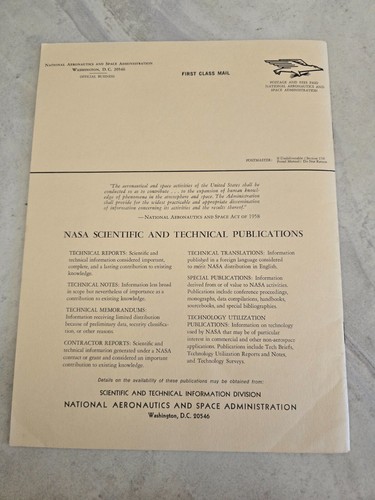 NATIONAL AERONAUTICS AND SPACE ADMINISTRATION
WASHINGTON, D.C. 20546
OFFICIAL BUSINESS
FIRST CLASS MAIL
POSTAGE AND FEES PAID
NATIONAL AERONAUTICS AND
SPACE ADMINISTRATION
POSTMASTER: If Undeliverable (Section 158
Postal Manual) Do Not Return
"The aeronautical and space activities of the United States shall be
conducted so as to contribute . . . to the expansion of human knowl-
edge of phenomena in the atmosphere and space. The Administration
shall provide for the widest practicable and appropriate dissemination
of information concerning its activities and the results thereof."
—NATIONAL AERONAUTICS AND SPACE ACT OF 1958
NASA SCIENTIFIC AND TECHNICAL PUBLICATIONS
TECHNICAL REPORTS: Scientific and
technical information considered important,
complete, and a lasting contribution to existing
knowledge.
TECHNICAL NOTES: Information less broad
in scope but nevertheless of importance as a
contribution to existing knowledge.
TECHNICAL MEMORANDUMS:
Information receiving limited distribution
because of preliminary data, security classifica-
tion, or other reasons.
CONTRACTOR REPORTS: Scientific and
technical information generated under a NASA
contract or grant and considered an important
contribution to existing knowledge.
TECHNICAL TRANSLATIONS: Information
published in a foreign language considered
to merit NASA distribution in English.
SPECIAL PUBLICATIONS: Information
derived from or of value to NASA activities.
Publications include conference proceedings,
monographs, data compilations, handbooks,
sourcebooks, and special bibliographies.
TECHNOLOGY UTILIZATION
PUBLICATIONS: Information on technology
used by NASA that may be of particular
interest in commercial and other non-aerospace
applications. Publications include Tech Briefs,
Technology Utilization Reports and Notes,
and Technology Surveys.
Details on the availability of these publications may be obtained from:
SCIENTIFIC AND TECHNICAL INFORMATION DIVISION
NATIONAL AERONAUTICS AND SPACE ADMINISTRATION
Washington, D.C. 20546